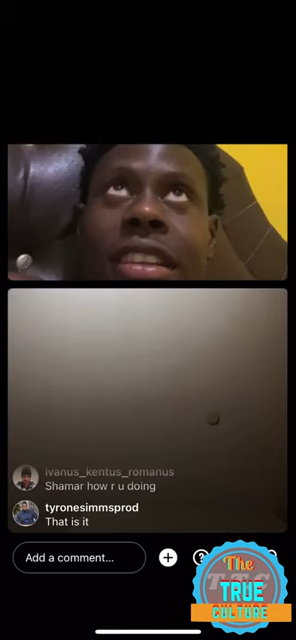 ivanus_kentus_romanus
Shamar how r u doing
tyronesimmsprod
That is it
Add a comment...
The
TRUE
CULTURE